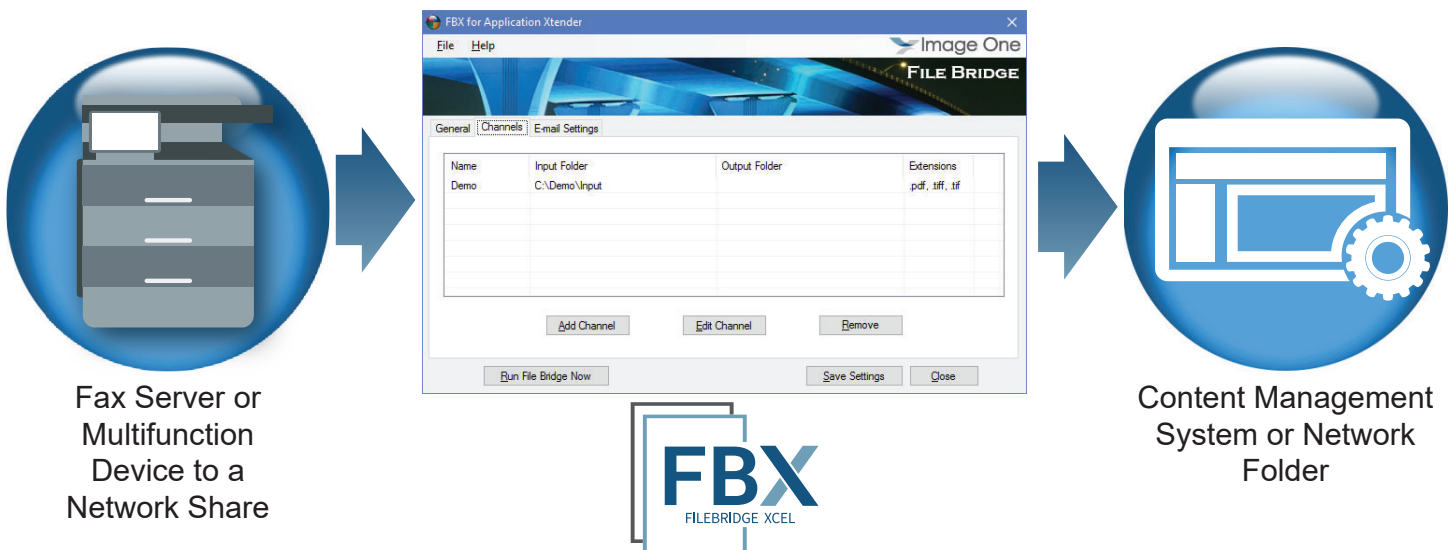 FBX for Application Xtender
File Help
Image One
FILE BRIDGE
General Channels E-mail Settings
Name Input Folder Output Folder Extensions
Demo C:\Demo\Input .pdf, .tiff, .tif
Add Channel Edit Channel Remove
Run File Bridge Now Save Settings Close
Fax Server or
Multifunction
Device to a
Network Share
FBX
FILEBRIDGE XCEL
Content Management
System or Network
Folder